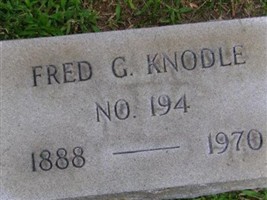 FRED G. KNODLE
NO. 194
1888 — 1970